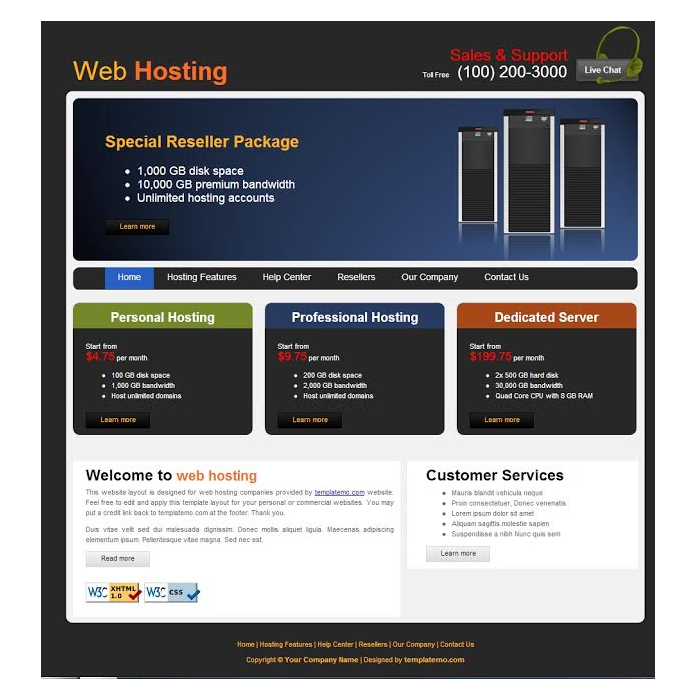 Web Hosting
Sales & Support
Toll Free (100) 200-3000
Live Chat
Special Reseller Package
1,000 GB disk space
10,000 GB premium bandwidth
Unlimited hosting accounts
Learn more
Home Hosting Features Help Center Resellers Our Company Contact Us
Personal Hosting
Start from
$4.75 per month
100 GB disk space
1,000 GB bandwidth
Host unlimited domains
Learn more
Professional Hosting
Start from
$9.75 per month
200 GB disk space
2,000 GB bandwidth
Host unlimited domains
Learn more
Dedicated Server
Start from
$199.75 per month
2x 500 GB hard disk
30,000 GB bandwidth
Quad Core CPU with 8 GB RAM
Learn more
Welcome to web hosting
This website layout is designed for web hosting companies provided by templatemo.com website.
Feel free to edit and apply this template layout for your personal or commercial websites. You may
put a credit link back to templatemo.com at the footer. Thank you.
Duis vitae velit sed dui malesuada dignissim. Donec mollis aliquet ligula. Maecenas adipiscing
elementum ipsum. Pellentesque vitae magna. Sed nec est.
Read more
W3C XHTML 1.0
W3C CSS
Customer Services
Mauris blandit vehicula neque
Proin consectetuer, Donec venenatis
Lorem ipsum dolor sit amet
Aliquam sagittis molestie sapien
Suspendisse a nibh Nunc quis sem
Learn more
Home | Hosting Features | Help Center | Resellers | Our Company | Contact Us
Copyright © Your Company Name | Designed by templatemo.com